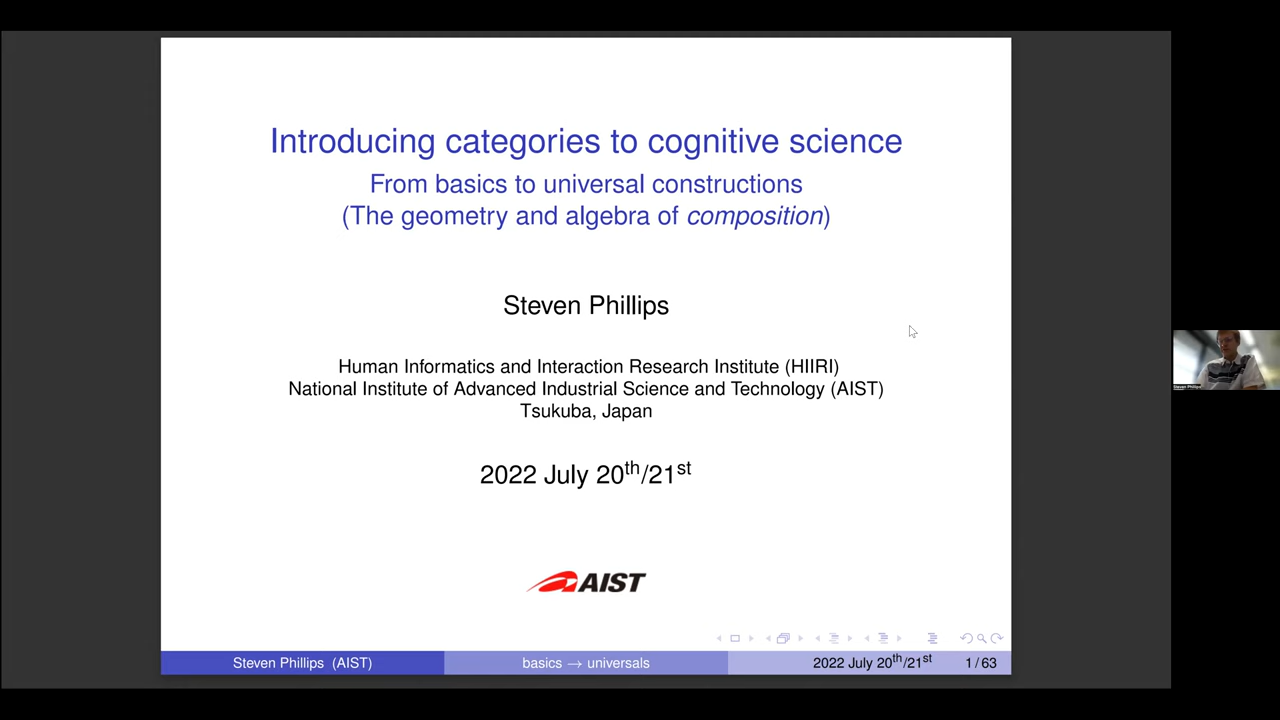 Introducing categories to cognitive science
From basics to universal constructions
(The geometry and algebra of composition)
Steven Phillips
Human Informatics and Interaction Research Institute (HIIRI)
National Institute of Advanced Industrial Science and Technology (AIST)
Tsukuba, Japan
2022 July 20th/21st
AIST
Steven Phillips (AIST)
basics → universals
2022 July 20th/21st
1 / 63
Steven Phillips